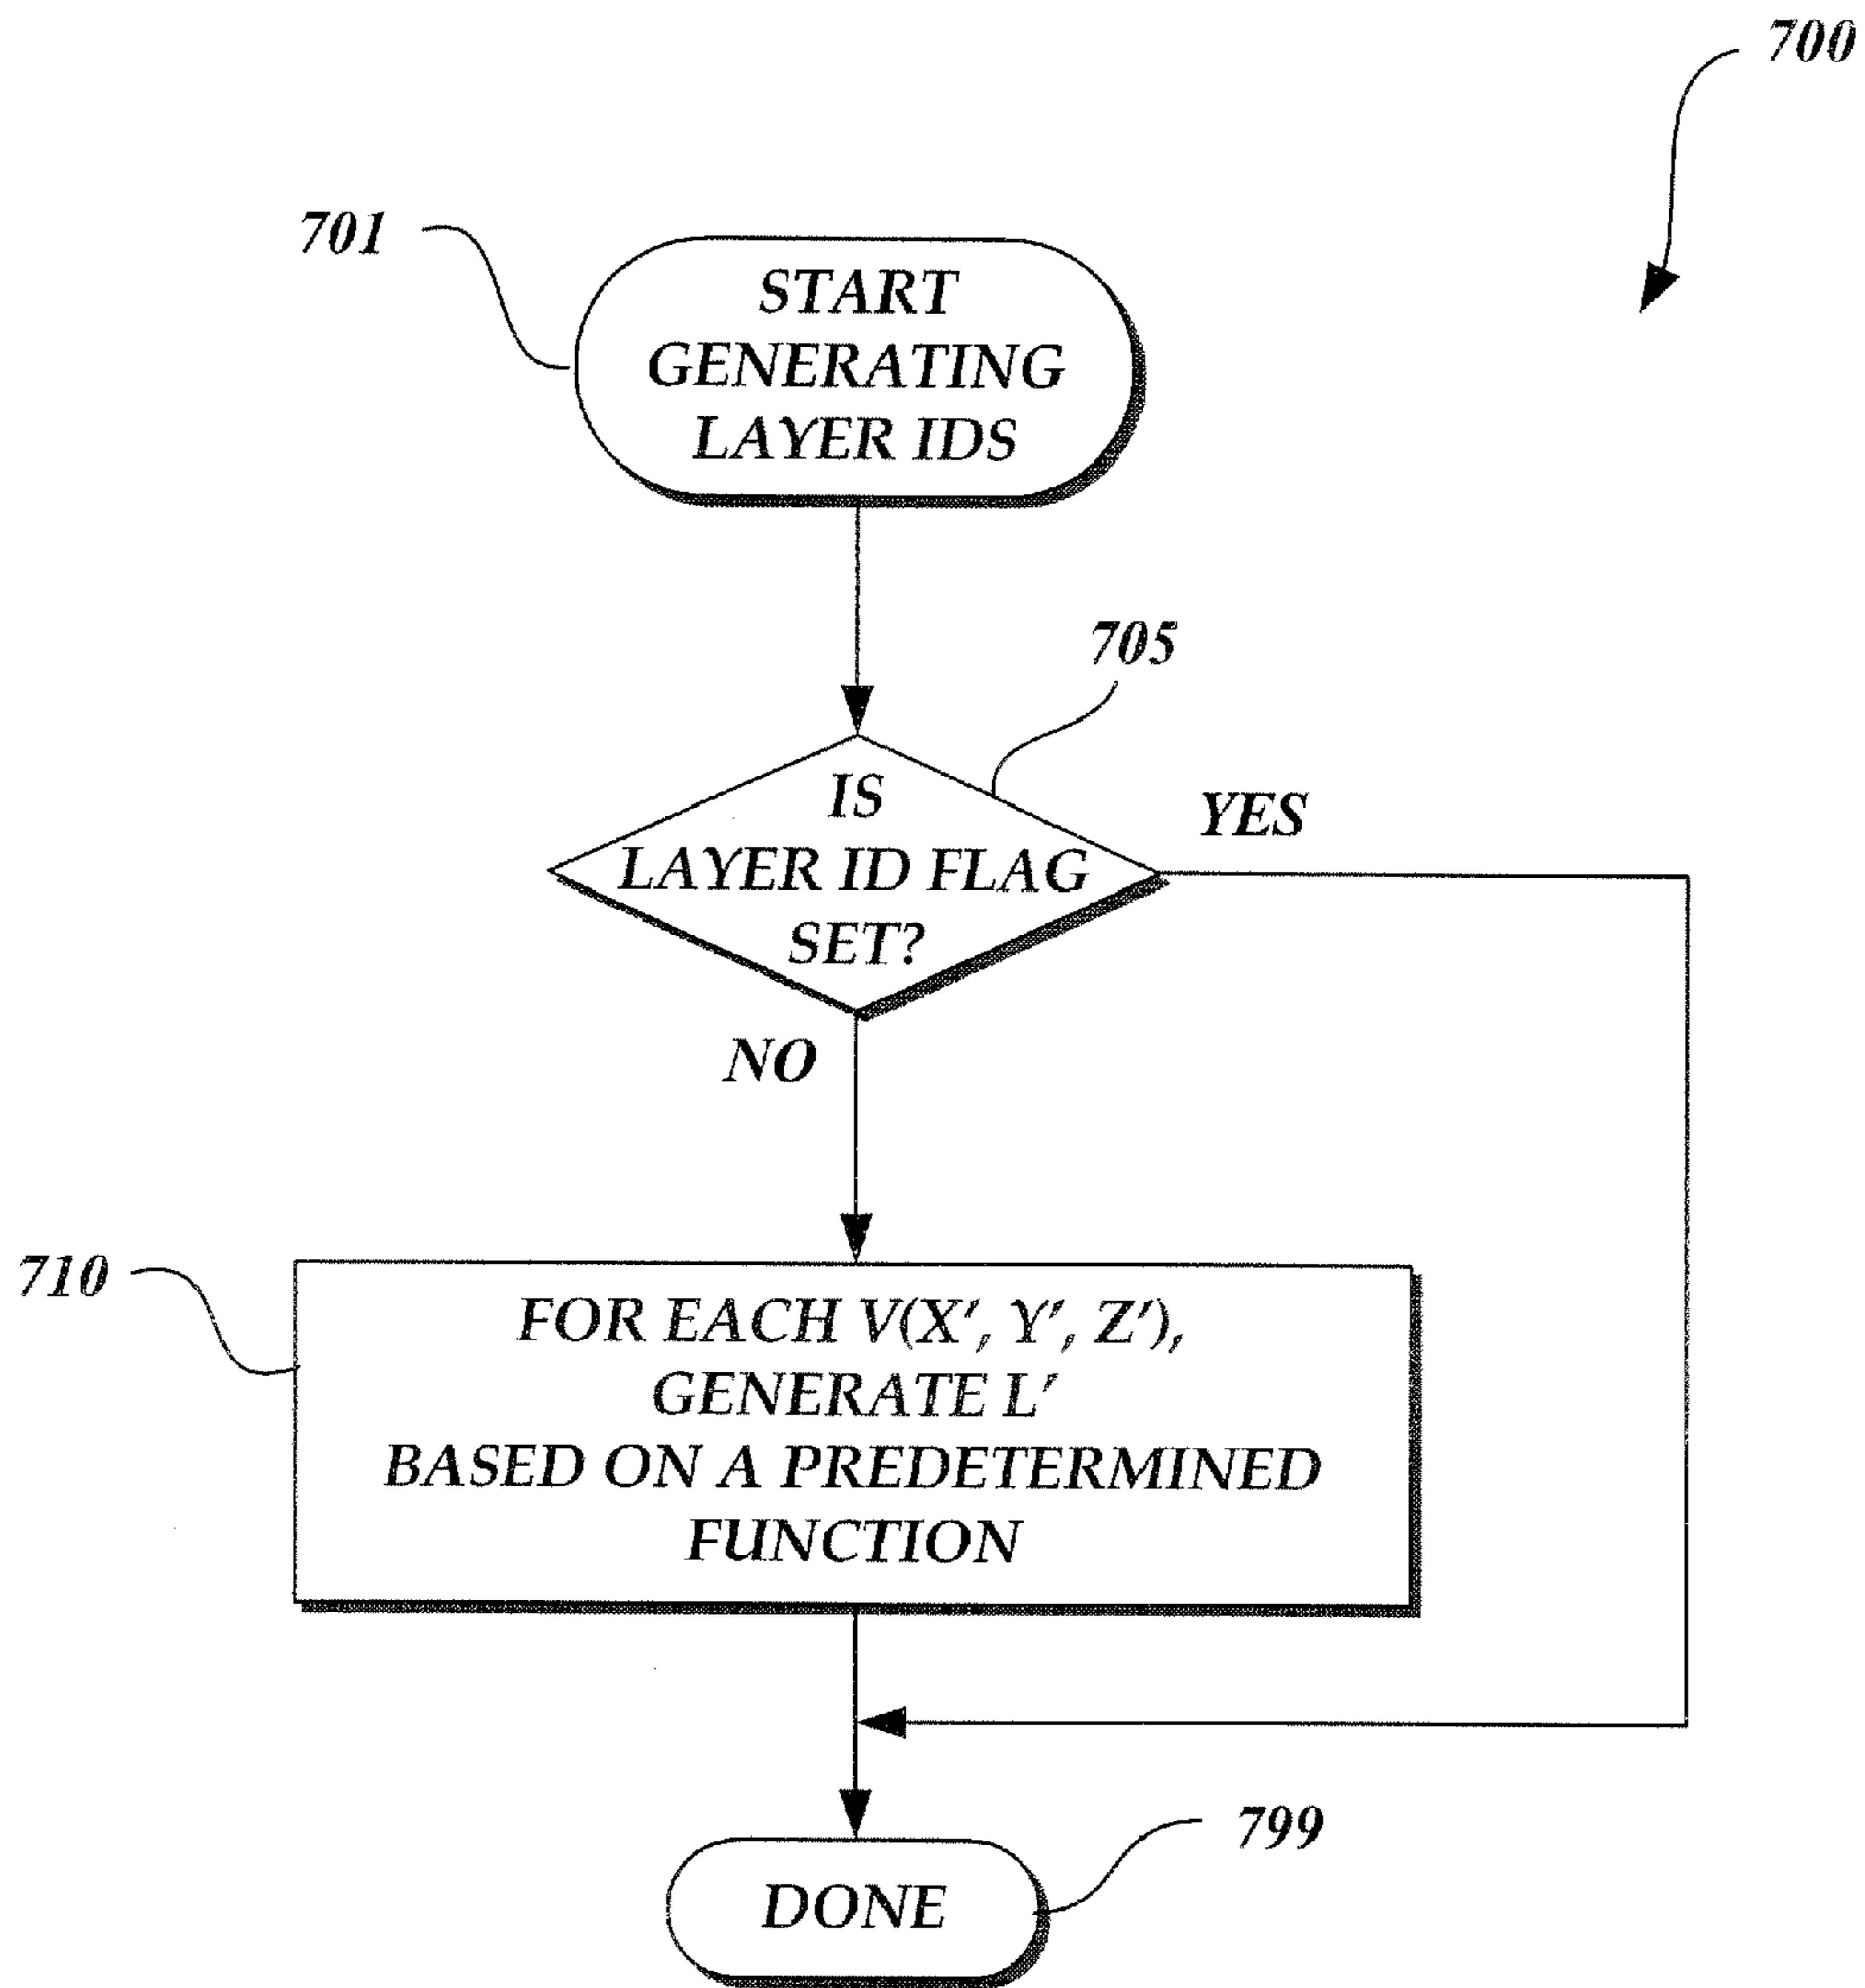 700
701
START
GENERATING
LAYER IDS
705
IS
LAYER ID FLAG
SET?
YES
NO
710
FOR EACH V(X′, Y′, Z′),
GENERATE L′
BASED ON A PREDETERMINED
FUNCTION
799
DONE